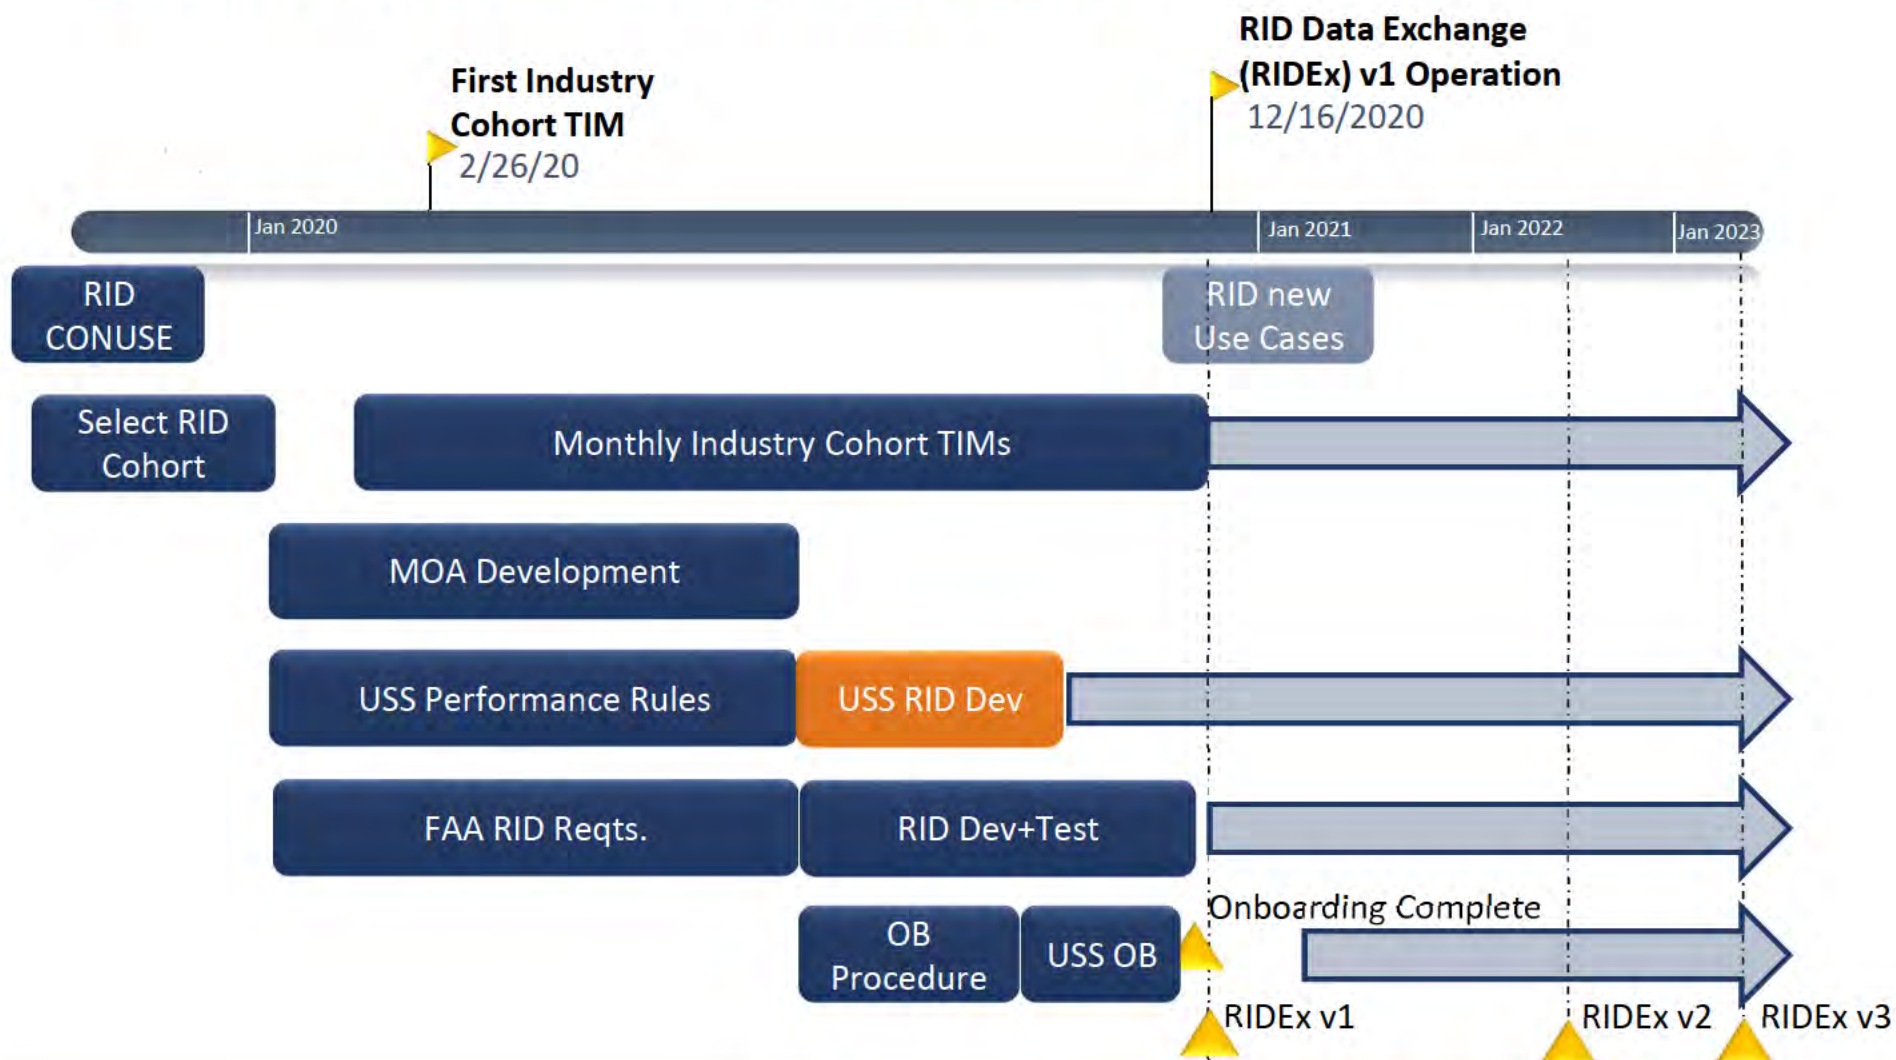 RID Data Exchange
(RIDEx) v1 Operation
12/16/2020
First Industry
Cohort TIM
2/26/20
Jan 2020
Jan 2021
Jan 2022
Jan 2023
RID
CONUSE
RID new
Use Cases
Select RID
Cohort
Monthly Industry Cohort TIMs
MOA Development
USS Performance Rules
USS RID Dev
FAA RID Reqts.
RID Dev+Test
Onboarding Complete
OB
Procedure
USS OB
RIDEx v1
RIDEx v2
RIDEx v3